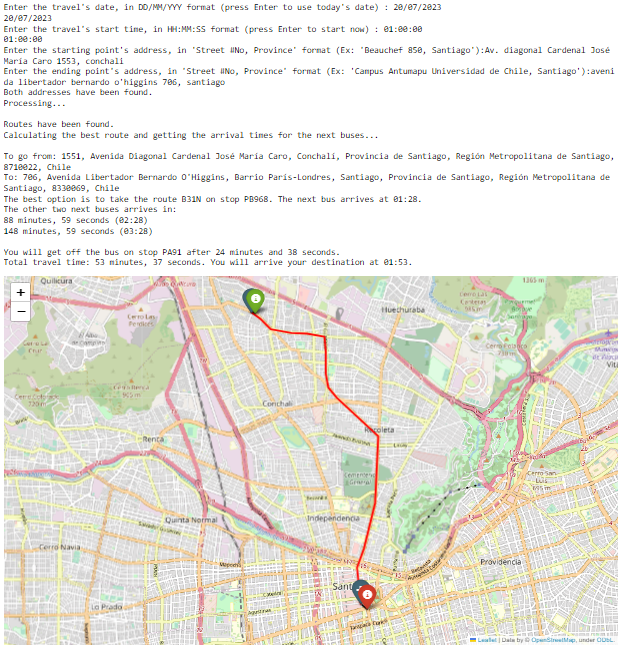 Enter the travel's date, in DD/MM/YYY format (press Enter to use today's date) : 20/07/2023
20/07/2023
Enter the travel's start time, in HH:MM:SS format (press Enter to start now) : 01:00:00
01:00:00
Enter the starting point's address, in 'Street #No, Province' format (Ex: 'Beauchef 850, Santiago'):Av. diagonal Cardenal José
María Caro 1553, conchali
Enter the ending point's address, in 'Street #No, Province' format (Ex: 'Campus Antumapu Universidad de Chile, Santiago'):aveni
da libertador bernardo o'higgins 706, santiago
Both addresses have been found.
Processing...
Routes have been found.
Calculating the best route and getting the arrival times for the next buses...
To go from: 1551, Avenida Diagonal Cardenal José María Caro, Conchalí, Provincia de Santiago, Región Metropolitana de Santiago,
8710022, Chile
To: 706, Avenida Libertador Bernardo O'Higgins, Barrio París-Londres, Santiago, Provincia de Santiago, Región Metropolitana de
Santiago, 8330069, Chile
The best option is to take the route B31N on stop PB968. The next bus arrives at 01:28.
The other two next buses arrives in:
88 minutes, 59 seconds (02:28)
148 minutes, 59 seconds (03:28)
You will get off the bus on stop PA91 after 24 minutes and 38 seconds.
Total travel time: 53 minutes, 37 seconds. You will arrive your destination at 01:53.
+
−
Quilicura
1365 m
Huechuraba
Conchalí
Recoleta
Renta
Cerro San
Luis
Quinta Normal
Independencia
Cerro Navia
Providencia
Lo Prado
Leaflet | Data by © OpenStreetMap, under ODbL.